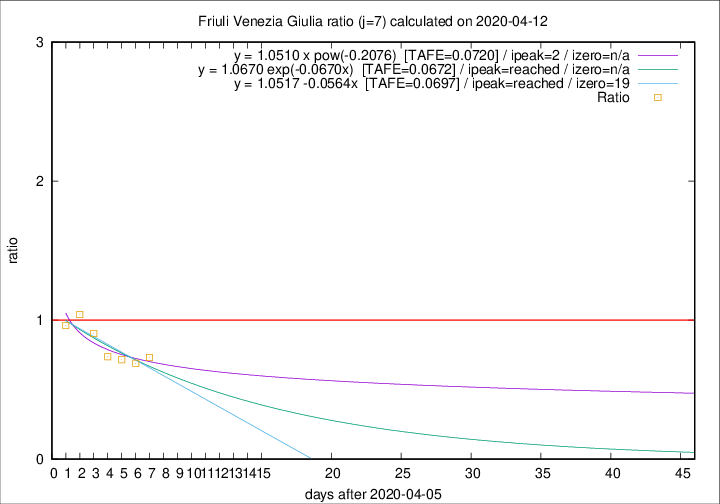 Friuli Venezia Giulia ratio (j=7) calculated on 2020-04-12
y = 1.0510 x pow(-0.2076) [TAFE=0.0720] / ipeak=2 / izero=n/a
y = 1.0670 exp(-0.0670x) [TAFE=0.0672] / ipeak=reached / izero=n/a
y = 1.0517 -0.0564x [TAFE=0.0697] / ipeak=reached / izero=19
Ratio
3
2
1
0
ratio
0 1 2 3 4 5 6 7 8 9 10 11 12 13 14 15 20 25 30 35 40 45
days after 2020-04-05